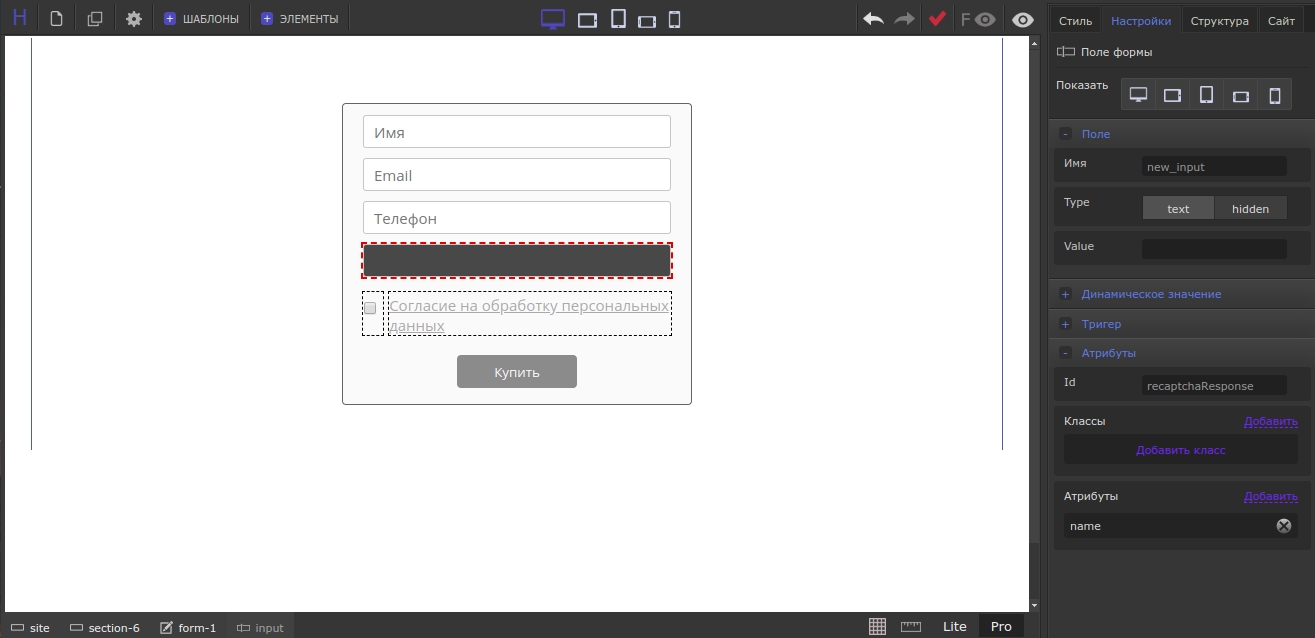 H
ШАБЛОНЫ
ЭЛЕМЕНТЫ
F
Стиль
Настройки
Структура
Сайт
Имя
Email
Телефон
Согласие на обработку персональных
данных
Купить
Поле формы
Показать
- Поле
Имя
new_input
Type
text
hidden
Value
+ Динамическое значение
+ Тригер
- Атрибуты
Id
recaptchaResponse
Классы
Добавить
Добавить класс
Атрибуты
Добавить
name
site
section-6
form-1
input
Lite
Pro